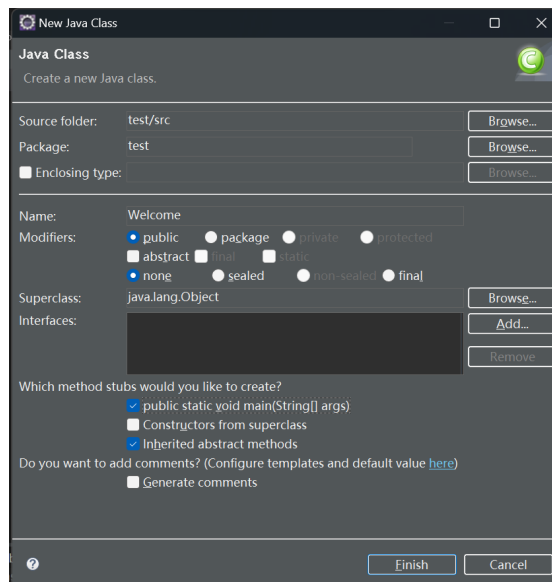 New Java Class
Java Class
Create a new Java class.
Source folder: test/src Browse...
Package: test Browse...
Enclosing type: Browse...
Name: Welcome
Modifiers: public package private protected
abstract final static
none sealed non-sealed final
Superclass: java.lang.Object Browse...
Interfaces: Add...
Remove
Which method stubs would you like to create?
public static void main(String[] args)
Constructors from superclass
Inherited abstract methods
Do you want to add comments? (Configure templates and default value here)
Generate comments
? Finish Cancel